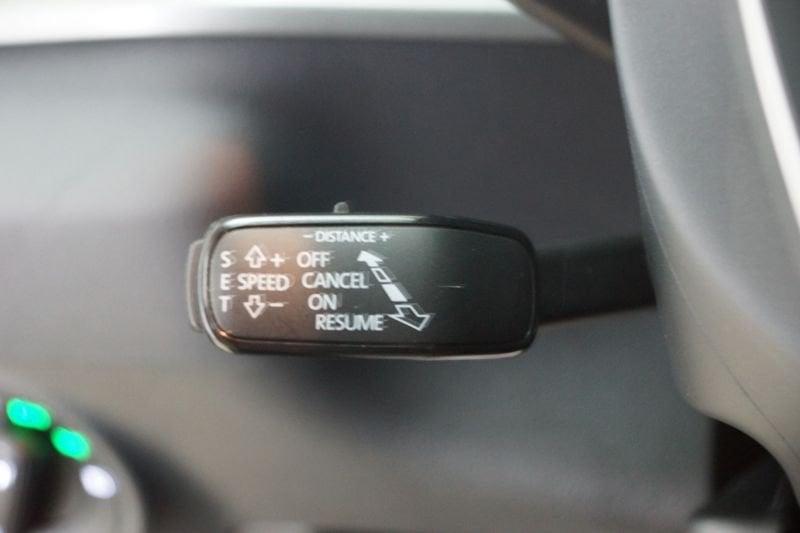 – DISTANCE +
S + OFF
E SPEED CANCEL
T – ON
RESUME